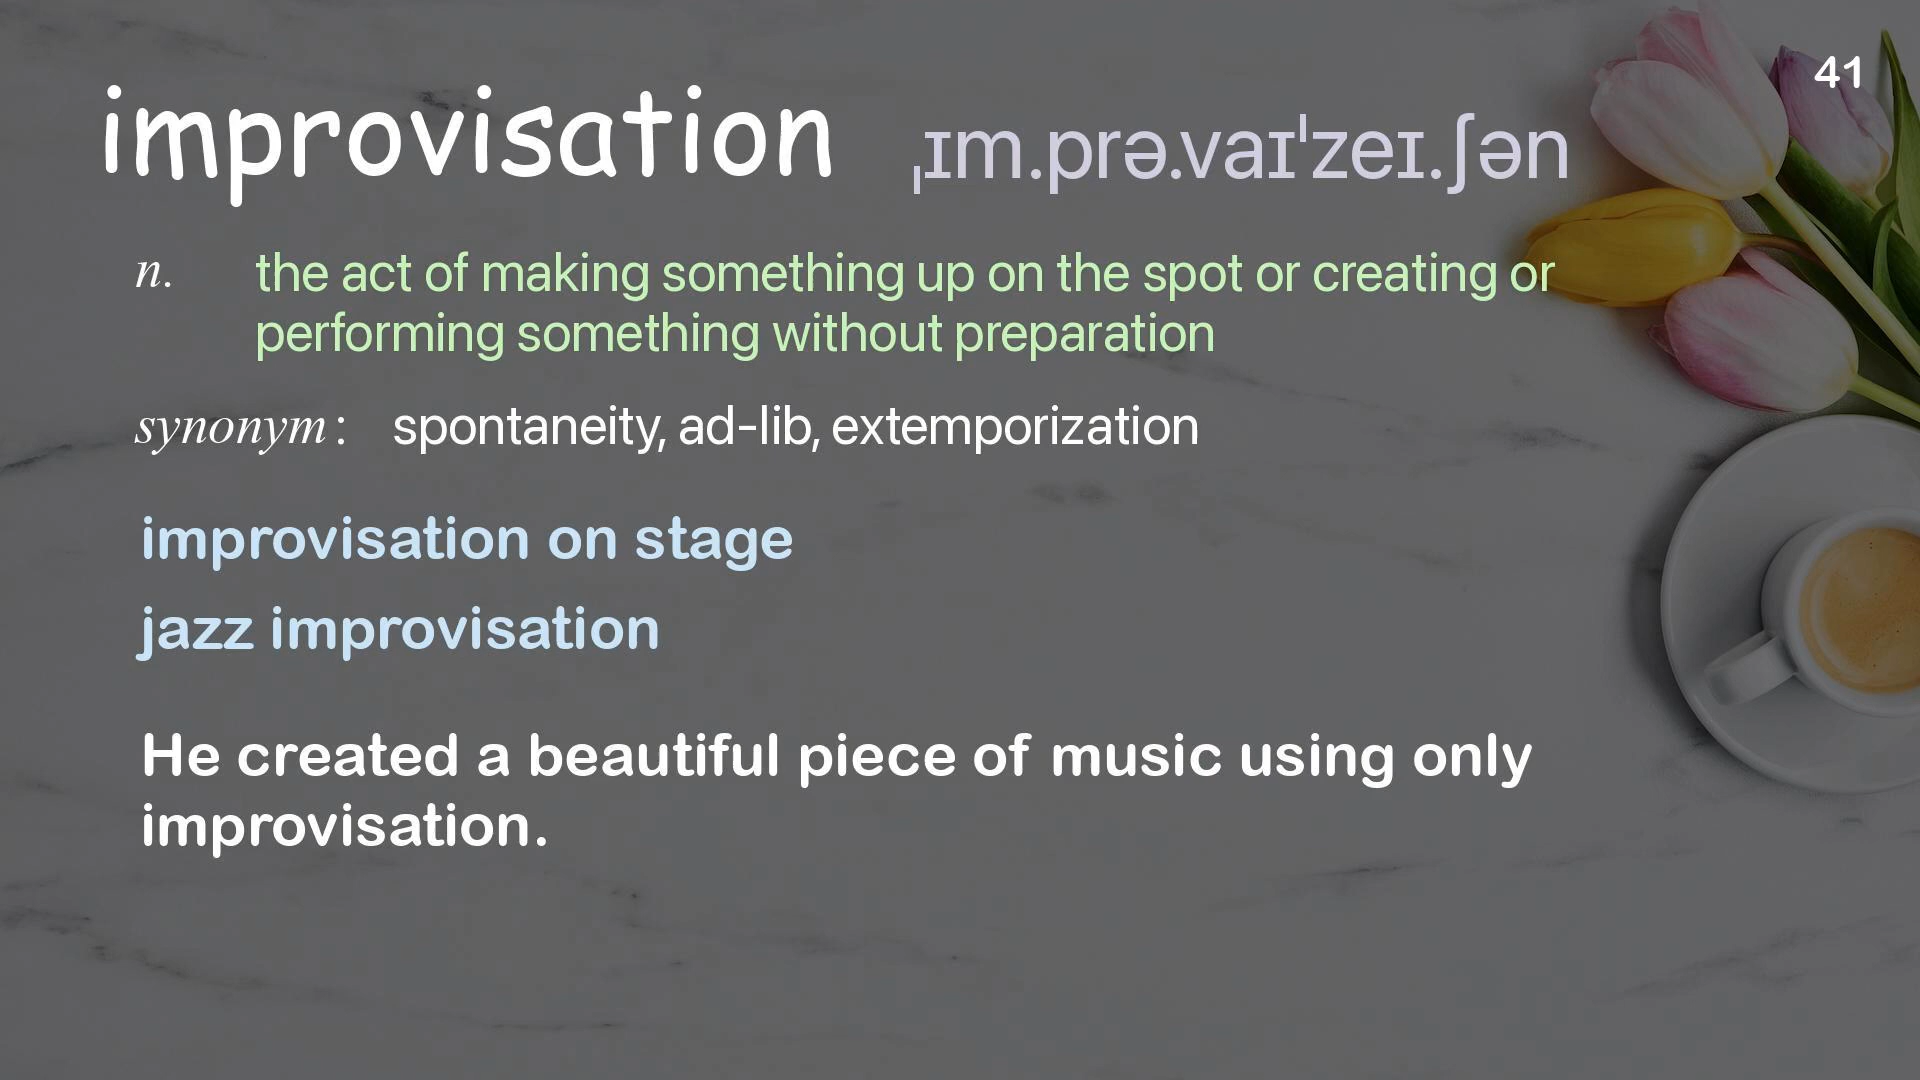 41
improvisation ˌɪm.prə.vaɪˈzeɪ.ʃən
n. the act of making something up on the spot or creating or
performing something without preparation
synonym: spontaneity, ad-lib, extemporization
improvisation on stage
jazz improvisation
He created a beautiful piece of music using only
improvisation.